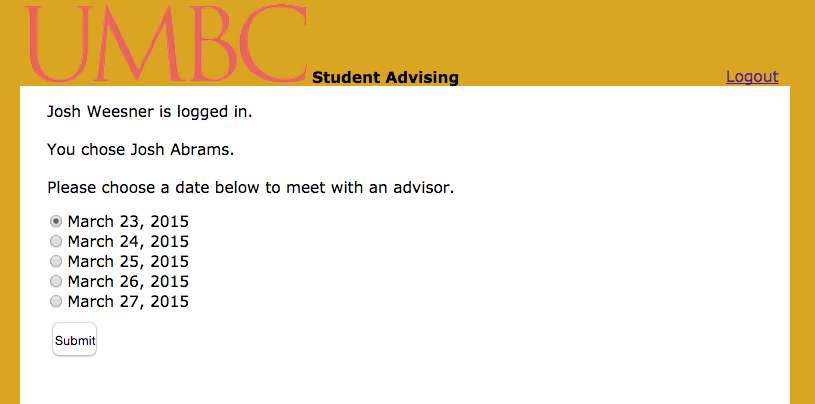 UMBC Student Advising Logout
Josh Weesner is logged in.
You chose Josh Abrams.
Please choose a date below to meet with an advisor.
March 23, 2015
March 24, 2015
March 25, 2015
March 26, 2015
March 27, 2015
Submit